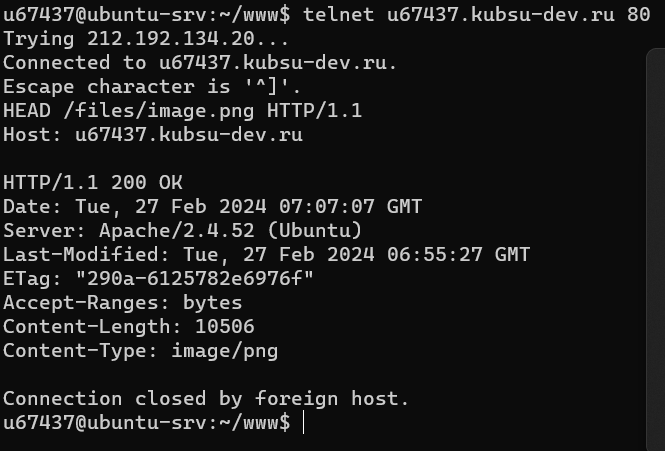 u67437@ubuntu-srv:~/www$ telnet u67437.kubsu-dev.ru 80
Trying 212.192.134.20...
Connected to u67437.kubsu-dev.ru.
Escape character is '^]'.
HEAD /files/image.png HTTP/1.1
Host: u67437.kubsu-dev.ru

HTTP/1.1 200 OK
Date: Tue, 27 Feb 2024 07:07:07 GMT
Server: Apache/2.4.52 (Ubuntu)
Last-Modified: Tue, 27 Feb 2024 06:55:27 GMT
ETag: "290a-6125782e6976f"
Accept-Ranges: bytes
Content-Length: 10506
Content-Type: image/png

Connection closed by foreign host.
u67437@ubuntu-srv:~/www$